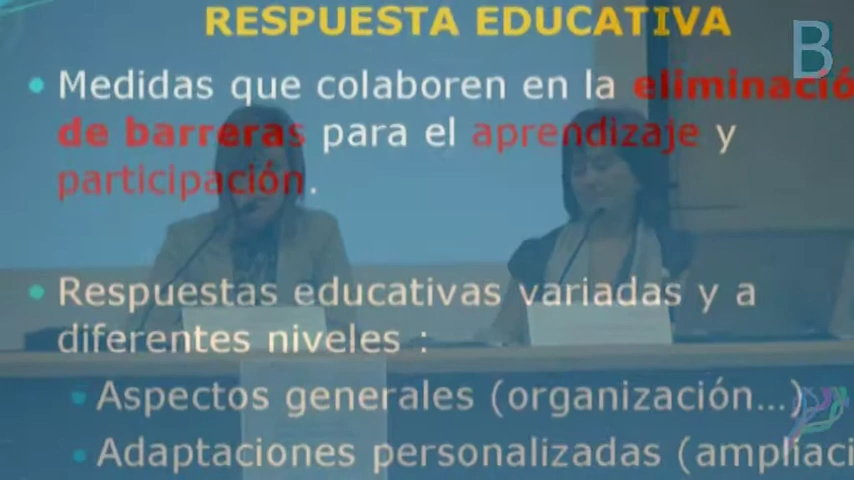 RESPUESTA EDUCATIVA
B
• Medidas que colaboren en la eliminació
de barreras para el aprendizaje y
participación.
• Respuestas educativas variadas y a
diferentes niveles :
Aspectos generales (organización...)
Adaptaciones personalizadas (ampliaci